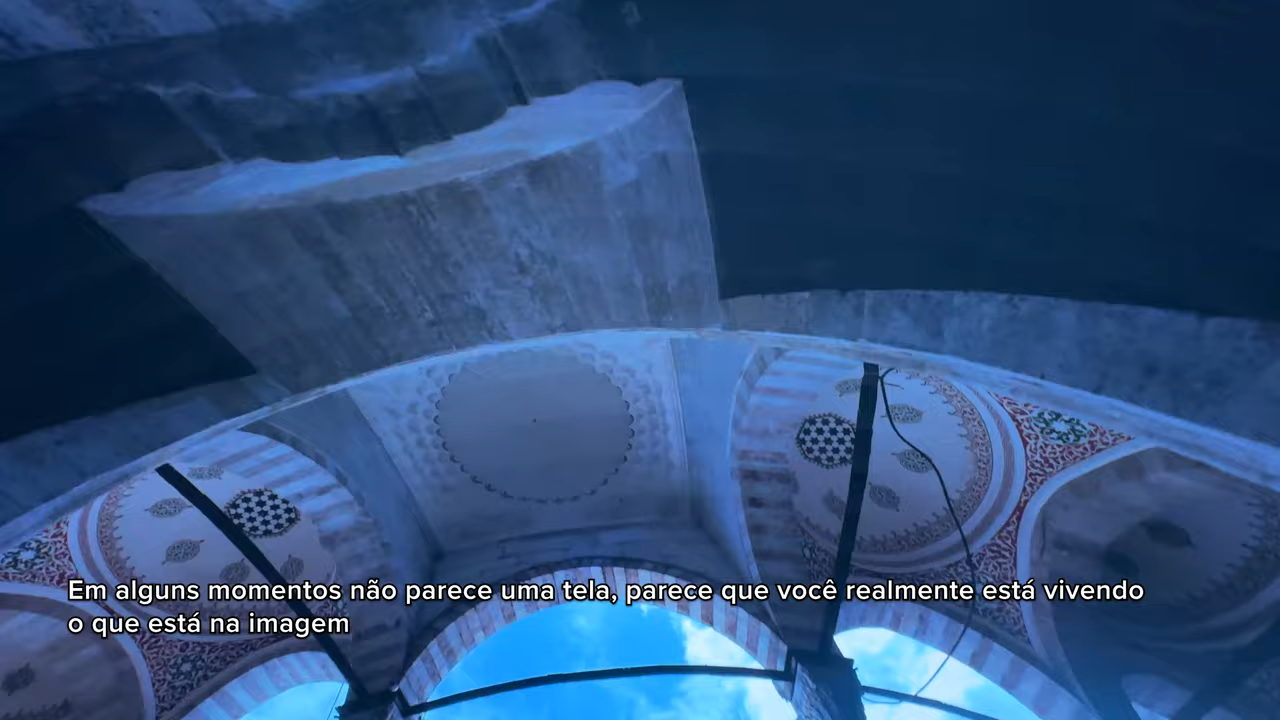 Em alguns momentos não parece uma tela, parece que você realmente está vivendo
o que está na imagem